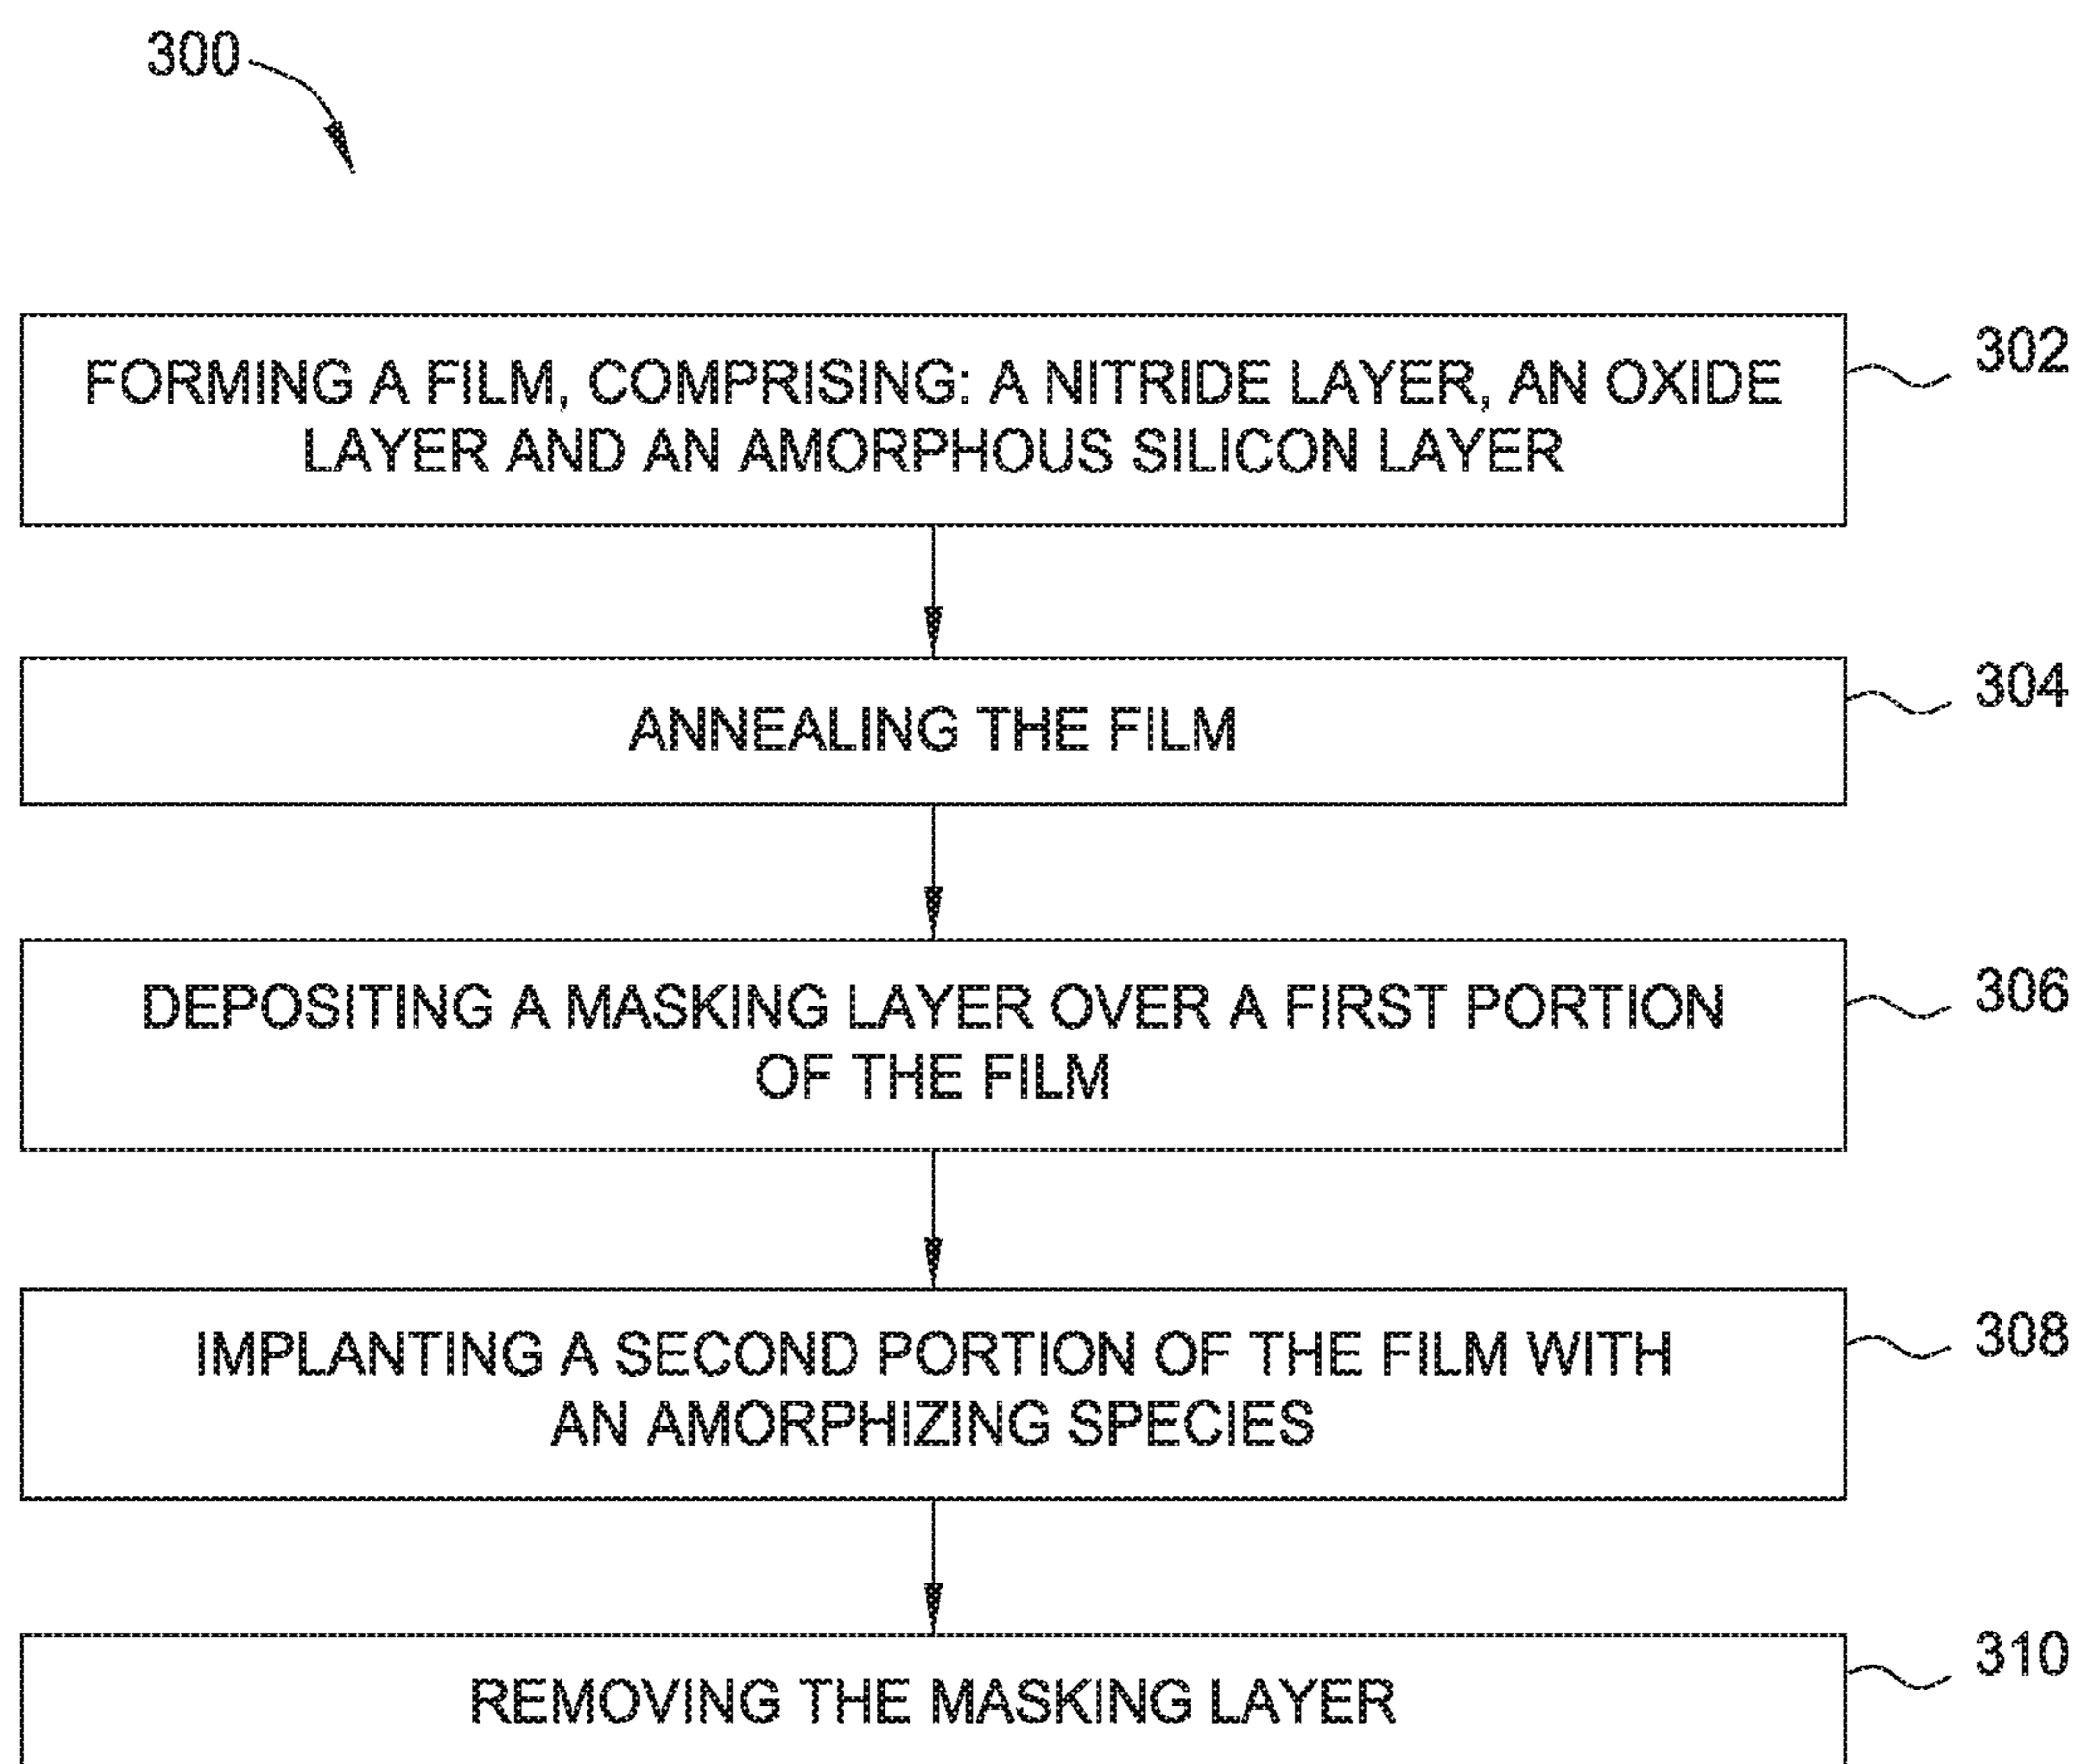 300
FORMING A FILM, COMPRISING: A NITRIDE LAYER, AN OXIDE
LAYER AND AN AMORPHOUS SILICON LAYER
302
ANNEALING THE FILM
304
DEPOSITING A MASKING LAYER OVER A FIRST PORTION
OF THE FILM
306
IMPLANTING A SECOND PORTION OF THE FILM WITH
AN AMORPHIZING SPECIES
308
REMOVING THE MASKING LAYER
310